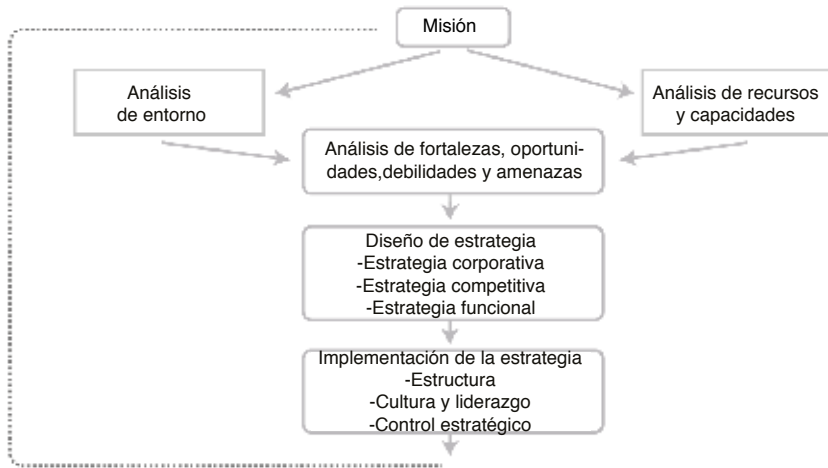 Misión
Análisis
de entorno
Análisis de recursos
y capacidades
Análisis de fortalezas, oportuni-
dades,debilidades y amenazas
Diseño de estrategia
-Estrategia corporativa
-Estrategia competitiva
-Estrategia funcional
Implementación de la estrategia
-Estructura
-Cultura y liderazgo
-Control estratégico